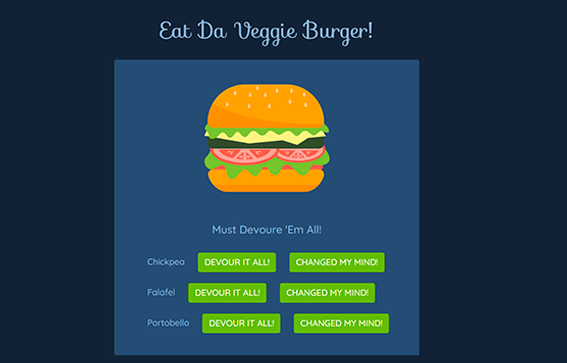 Eat Da Veggie Burger!
Must Devoure 'Em All!
Chickpea DEVOUR IT ALL! CHANGED MY MIND!
Falafel DEVOUR IT ALL! CHANGED MY MIND!
Portobello DEVOUR IT ALL! CHANGED MY MIND!